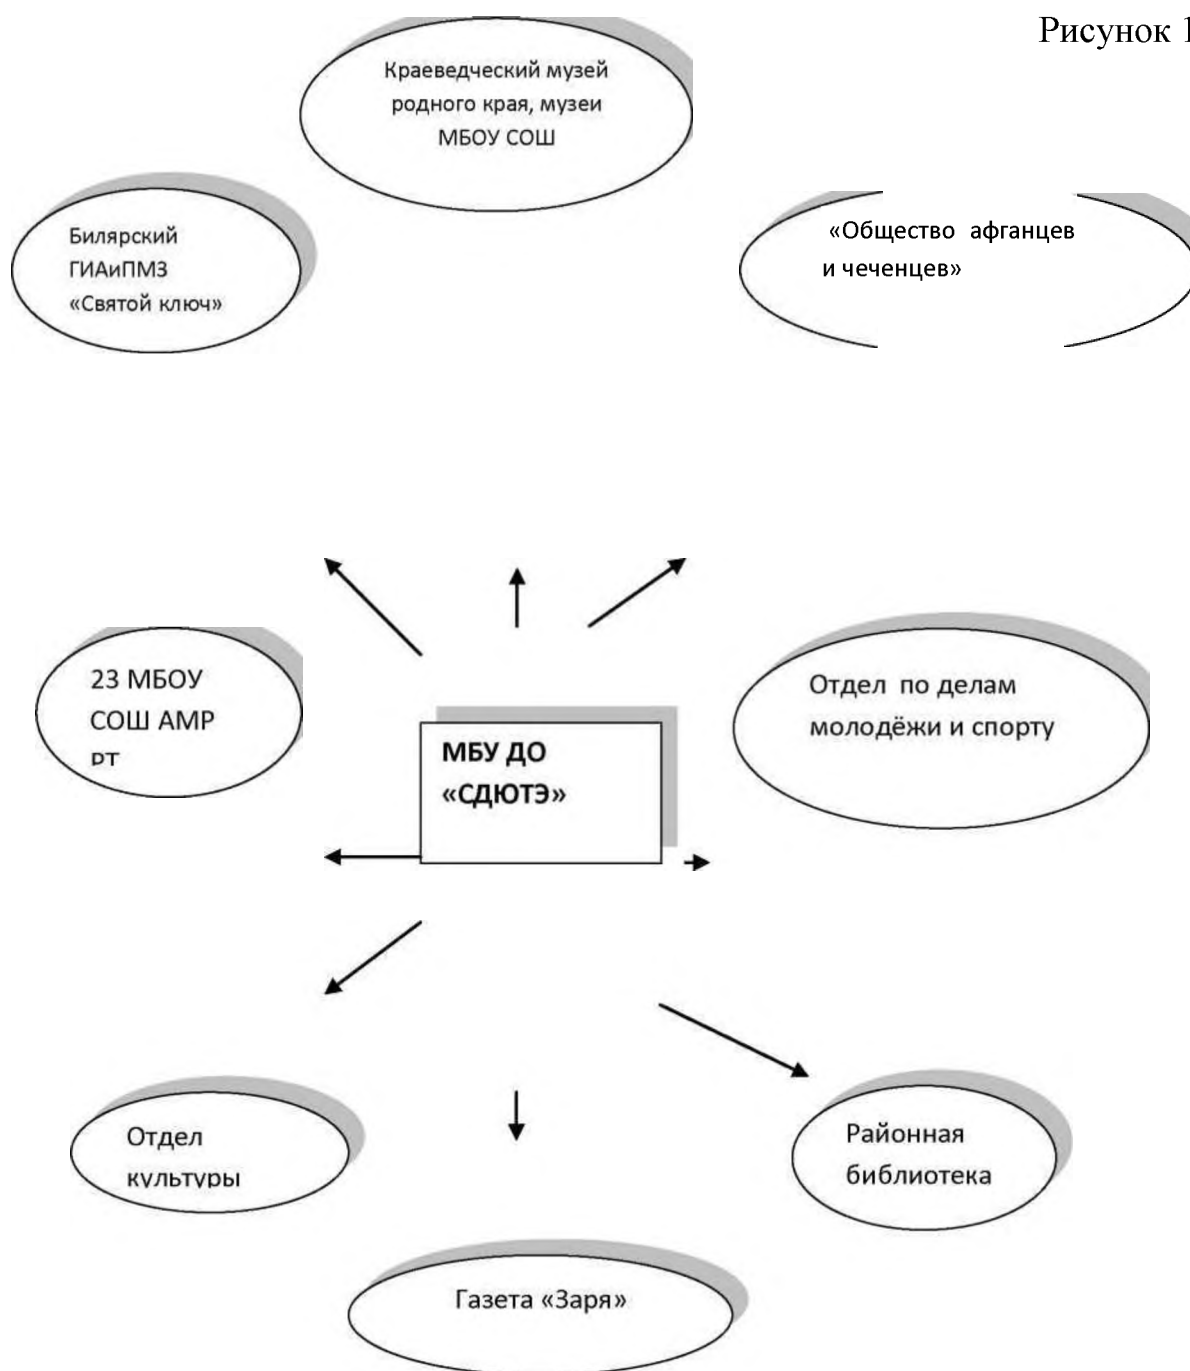 Рисунок 1
Краеведческий музей
родного края, музеи
МБОУ СОШ
Билярский
ГИАиПМЗ
«Святой ключ»
«Общество афганцев
и чеченцев»
23 МБОУ
СОШ АМР
РТ
Отдел по делам
молодёжи и спорту
МБУ ДО
«СДЮТЭ»
Отдел
культуры
Районная
библиотека
Газета «Заря»